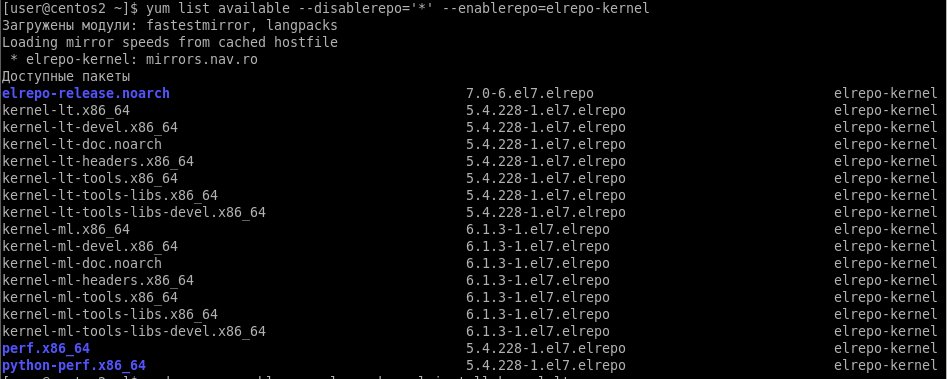 [user@centos2 ~]$ yum list available --disablerepo='*' --enablerepo=elrepo-kernel
Загружены модули: fastestmirror, langpacks
Loading mirror speeds from cached hostfile
 * elrepo-kernel: mirrors.nav.ro
Доступные пакеты
elrepo-release.noarch 7.0-6.el7.elrepo elrepo-kernel
kernel-lt.x86_64 5.4.228-1.el7.elrepo elrepo-kernel
kernel-lt-devel.x86_64 5.4.228-1.el7.elrepo elrepo-kernel
kernel-lt-doc.noarch 5.4.228-1.el7.elrepo elrepo-kernel
kernel-lt-headers.x86_64 5.4.228-1.el7.elrepo elrepo-kernel
kernel-lt-tools.x86_64 5.4.228-1.el7.elrepo elrepo-kernel
kernel-lt-tools-libs.x86_64 5.4.228-1.el7.elrepo elrepo-kernel
kernel-lt-tools-libs-devel.x86_64 5.4.228-1.el7.elrepo elrepo-kernel
kernel-ml.x86_64 6.1.3-1.el7.elrepo elrepo-kernel
kernel-ml-devel.x86_64 6.1.3-1.el7.elrepo elrepo-kernel
kernel-ml-doc.noarch 6.1.3-1.el7.elrepo elrepo-kernel
kernel-ml-headers.x86_64 6.1.3-1.el7.elrepo elrepo-kernel
kernel-ml-tools.x86_64 6.1.3-1.el7.elrepo elrepo-kernel
kernel-ml-tools-libs.x86_64 6.1.3-1.el7.elrepo elrepo-kernel
kernel-ml-tools-libs-devel.x86_64 6.1.3-1.el7.elrepo elrepo-kernel
perf.x86_64 5.4.228-1.el7.elrepo elrepo-kernel
python-perf.x86_64 5.4.228-1.el7.elrepo elrepo-kernel